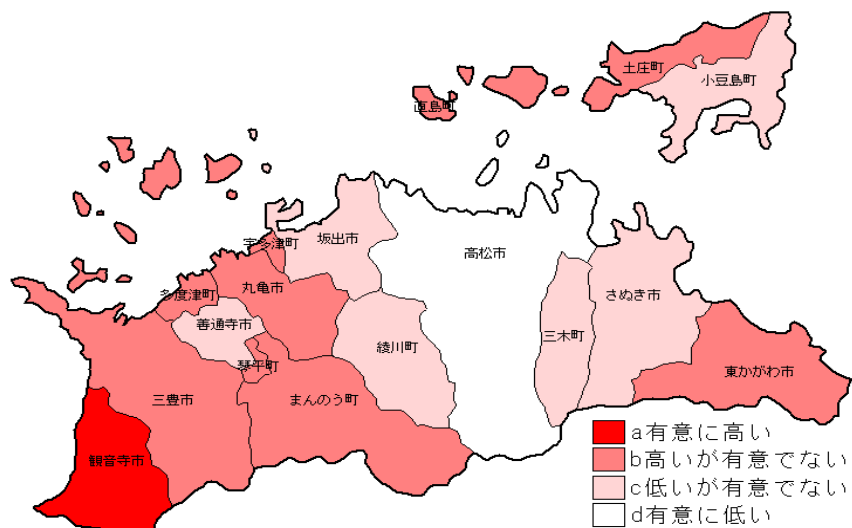 土庄町
小豆島町
直島町
宇多津町
坂出市
高松市
多度津町
丸亀市
さぬき市
善通寺市
三木町
綾川町
琴平町
東かがわ市
三豊市
まんのう町
観音寺市
a有意に高い
b高いが有意でない
c低いが有意でない
d有意に低い